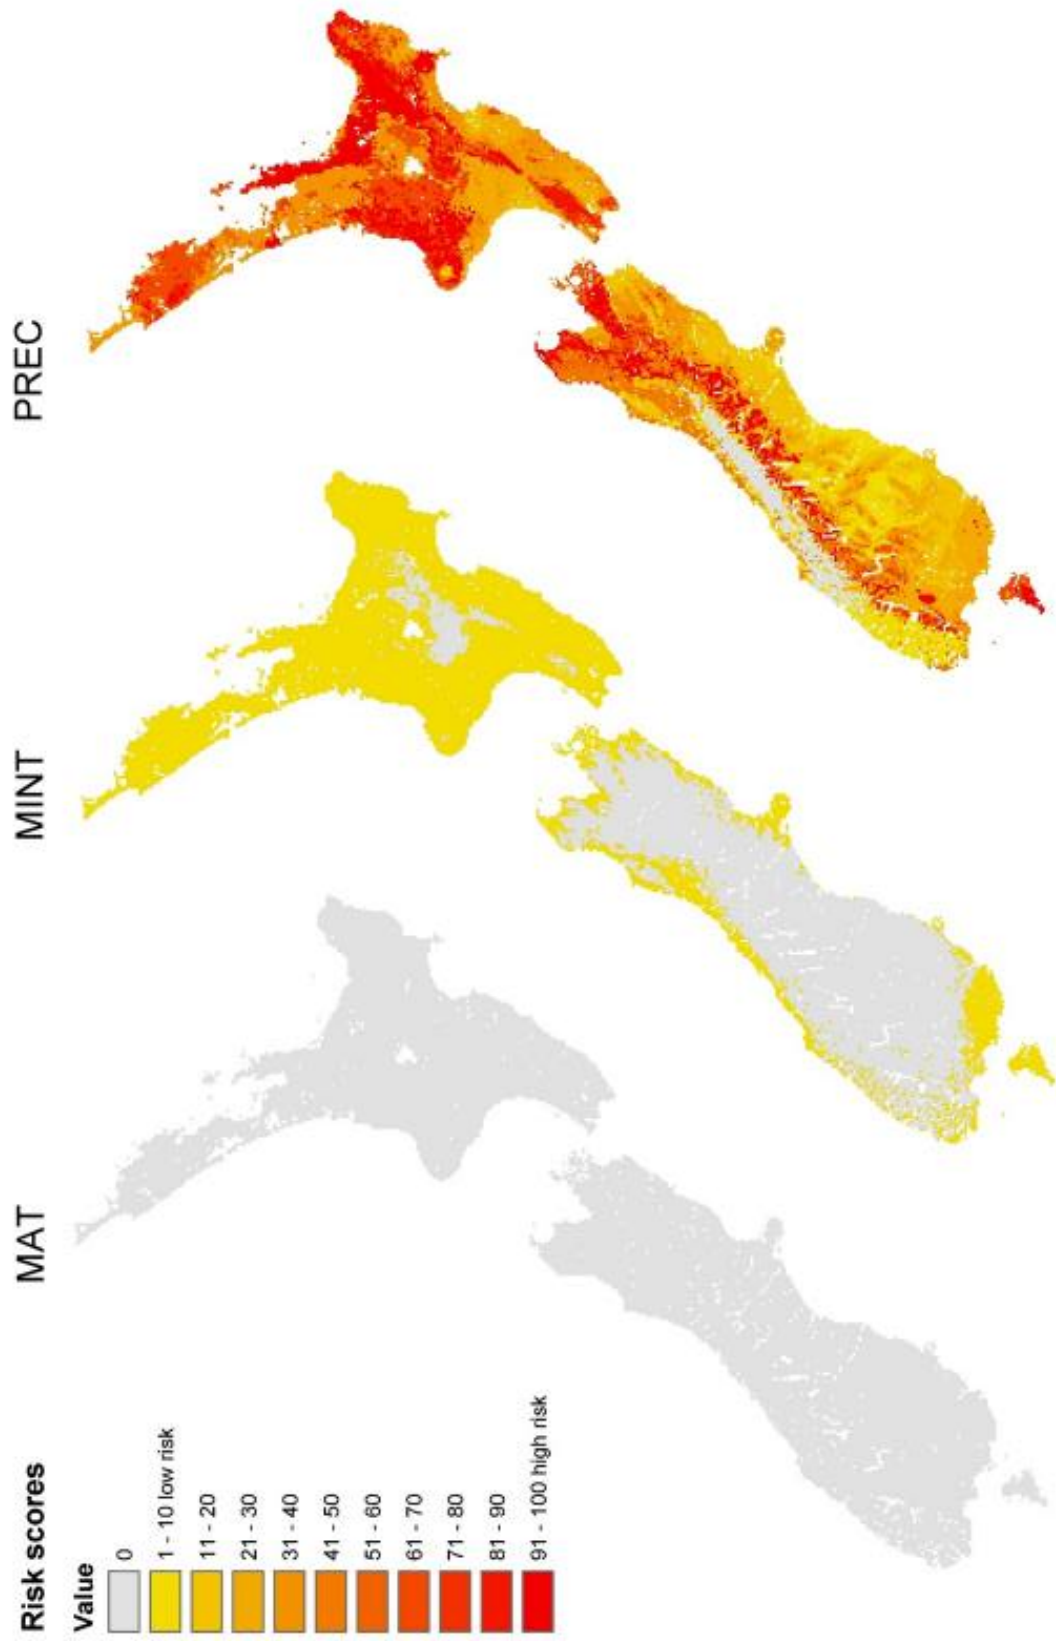 MAT
MINT
PREC
Risk scores
Value
0
1 - 10 low risk
11 - 20
21 - 30
31 - 40
41 - 50
51 - 60
61 - 70
71 - 80
81 - 90
91 - 100 high risk